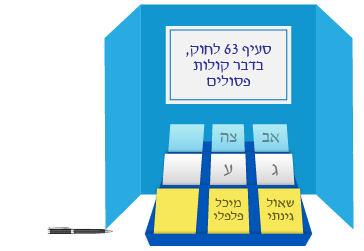 סעיף 63 לחוק,
בדבר קולות
פסולים
אב
צה
ג
ע
שאול
גינתי
מיכל
פלפלי